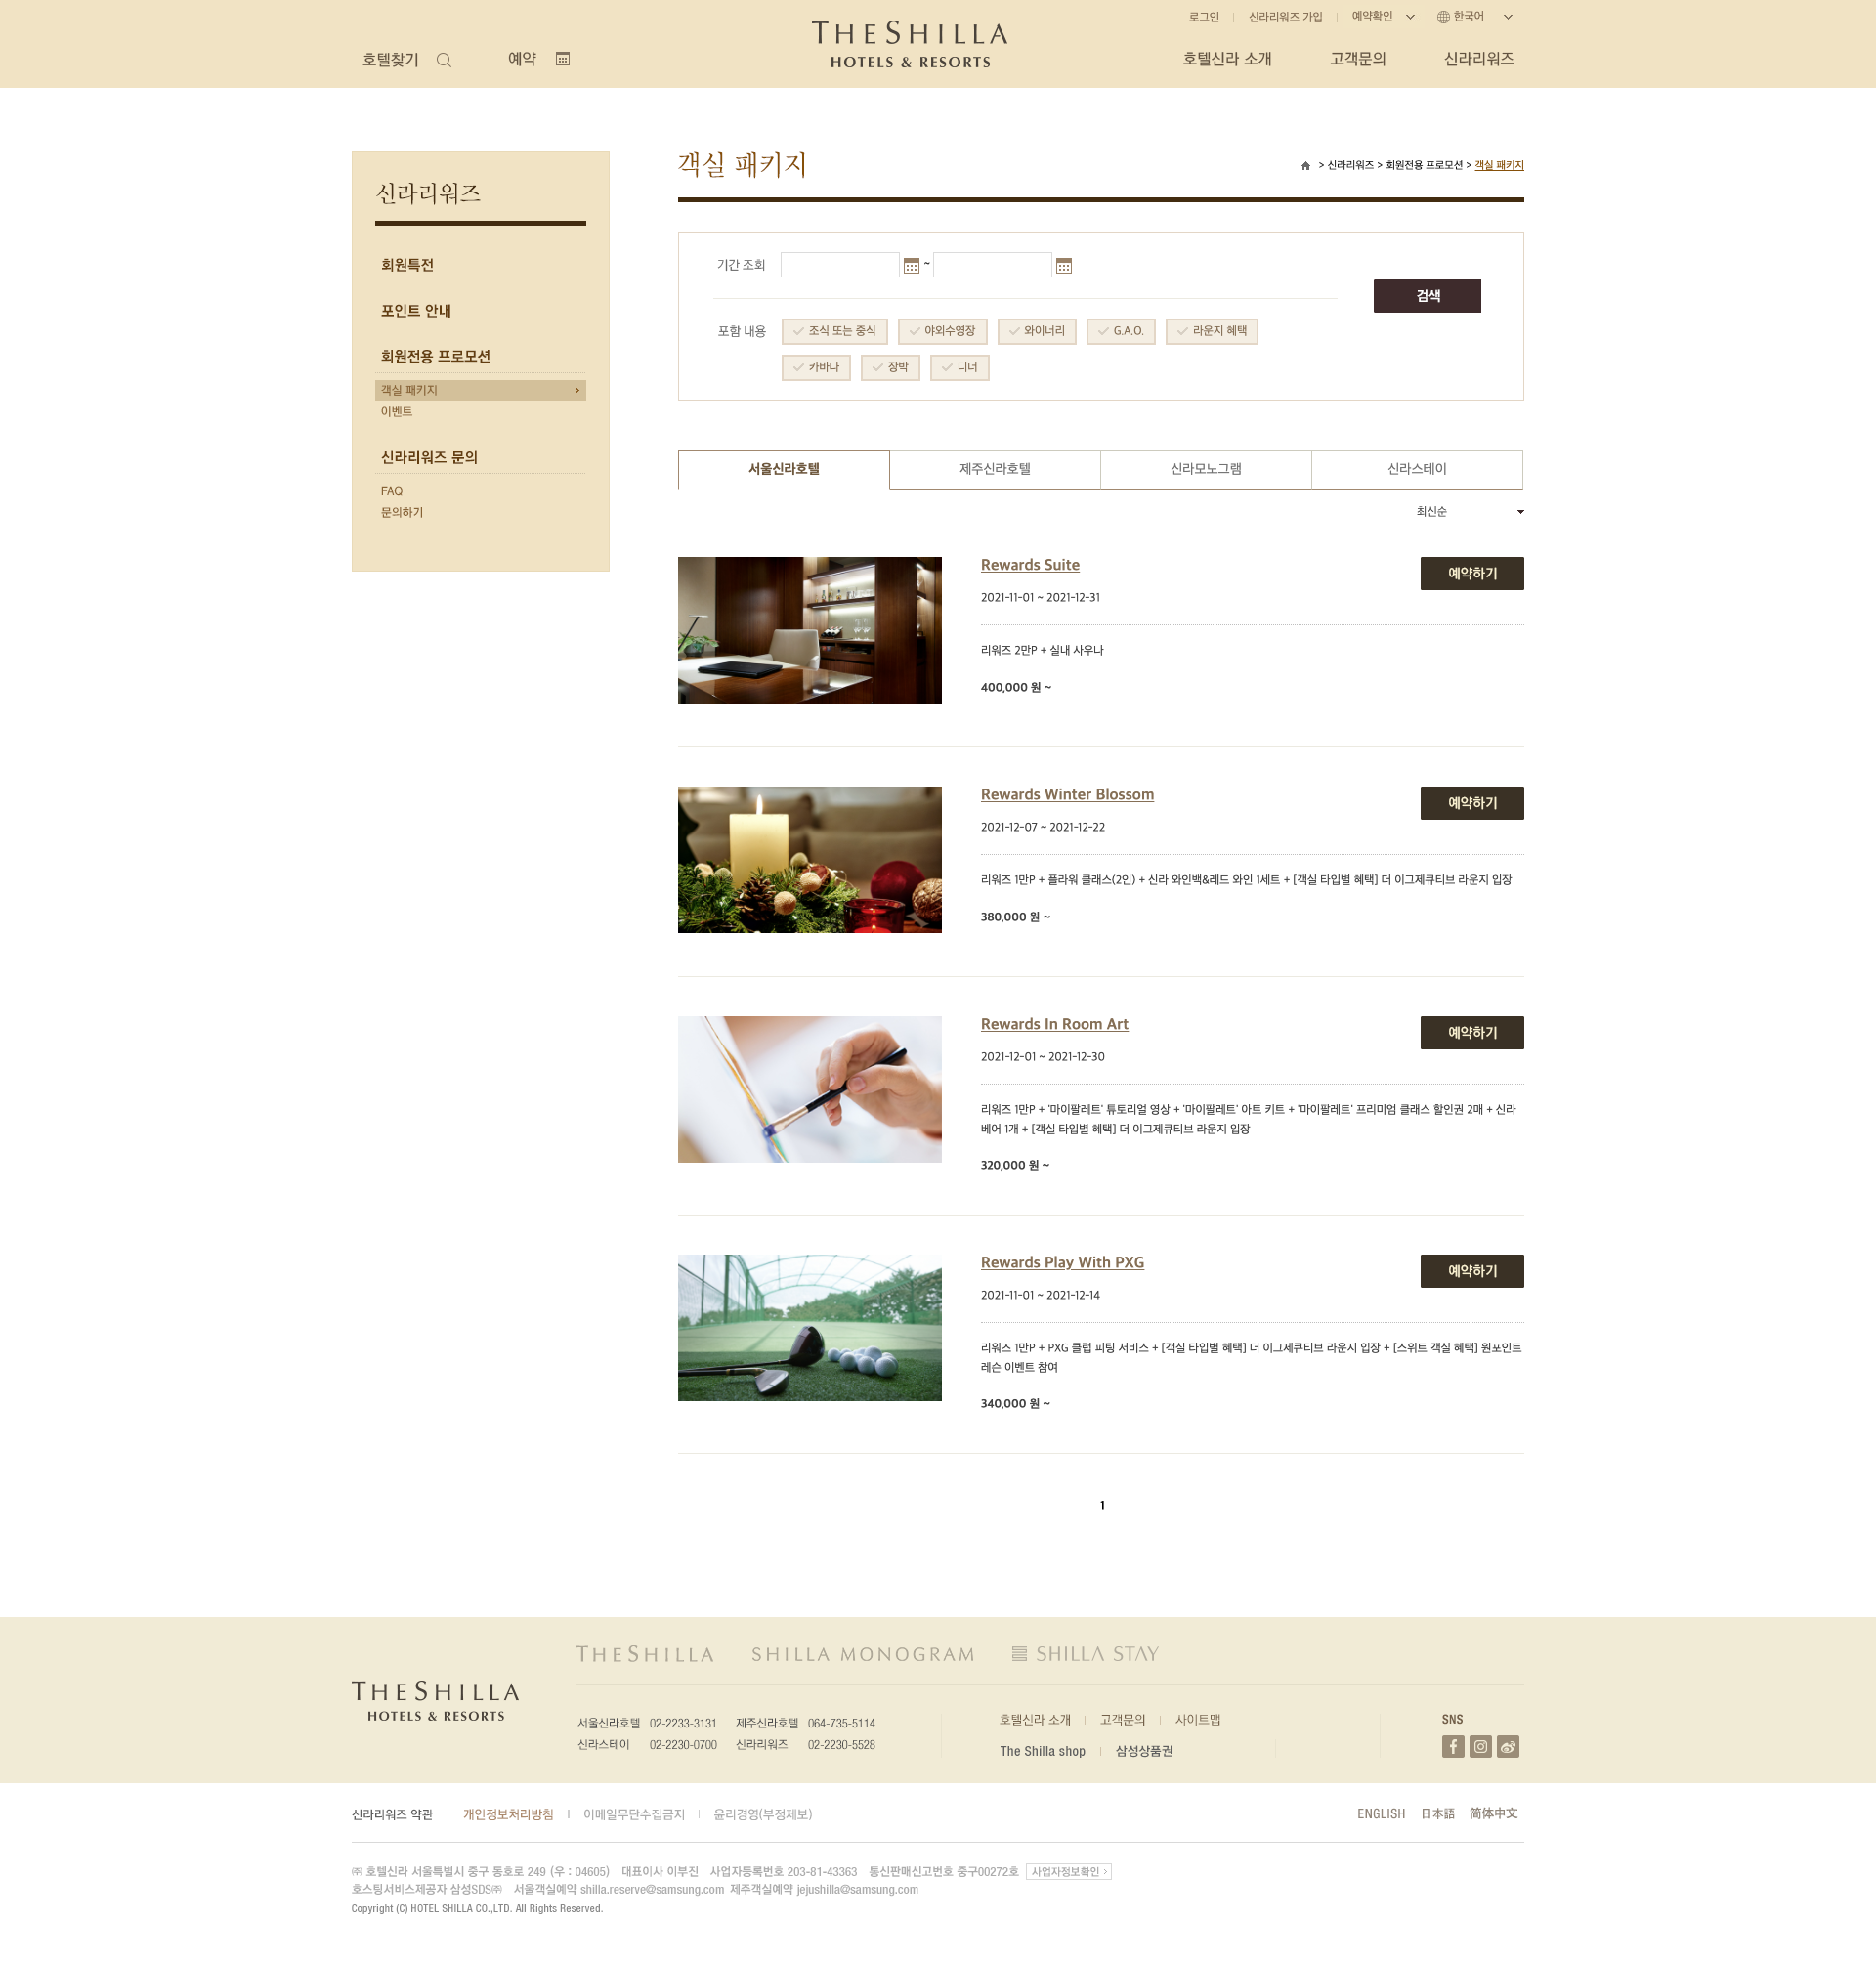 로그인 신라리워즈 가입 예약확인 한국어
호텔찾기 예약
THE SHILLA
HOTELS & RESORTS
호텔신라 소개 고객문의 신라리워즈
신라리워즈
회원특전
포인트 안내
회원전용 프로모션
객실 패키지
이벤트
신라리워즈 문의
FAQ
문의하기
객실 패키지
> 신라리워즈 > 회원전용 프로모션 > 객실 패키지
기간 조회 ~
검색
포함 내용 조식 또는 중식 야외수영장 와이너리 G.A.O. 라운지 혜택
카바나 장박 디너
서울신라호텔 제주신라호텔 신라모노그램 신라스테이
최신순
Rewards Suite
예약하기
2021-11-01 ~ 2021-12-31
리워즈 2만P + 실내 사우나
400,000 원 ~
Rewards Winter Blossom
예약하기
2021-12-07 ~ 2021-12-22
리워즈 1만P + 플라워 클래스(2인) + 신라 와인백&레드 와인 1세트 + [객실 타입별 혜택] 더 이그제큐티브 라운지 입장
380,000 원 ~
Rewards In Room Art
예약하기
2021-12-01 ~ 2021-12-30
리워즈 1만P + '마이팔레트' 튜토리얼 영상 + '마이팔레트' 아트 키트 + '마이팔레트' 프리미엄 클래스 할인권 2매 + 신라
베어 1개 + [객실 타입별 혜택] 더 이그제큐티브 라운지 입장
320,000 원 ~
Rewards Play With PXG
예약하기
2021-11-01 ~ 2021-12-14
리워즈 1만P + PXG 클럽 피팅 서비스 + [객실 타입별 혜택] 더 이그제큐티브 라운지 입장 + [스위트 객실 혜택] 원포인트
레슨 이벤트 참여
340,000 원 ~
1
THE SHILLA SHILLA MONOGRAM SHILLA STAY
THE SHILLA
HOTELS & RESORTS
서울신라호텔 02-2233-3131 제주신라호텔 064-735-5114
신라스테이 02-2230-0700 신라리워즈 02-2230-5528
호텔신라 소개 고객문의 사이트맵
The Shilla shop 삼성상품권
SNS
신라리워즈 약관 개인정보처리방침 이메일무단수집금지 윤리경영(부정제보)
ENGLISH 日本語 简体中文
㈜ 호텔신라 서울특별시 중구 동호로 249 (우 : 04605) 대표이사 이부진 사업자등록번호 203-81-43363 통신판매신고번호 중구00272호 사업자정보확인 >
호스팅서비스제공자 삼성SDS㈜ 서울객실예약 shilla.reserve@samsung.com 제주객실예약 jejushilla@samsung.com
Copyright (C) HOTEL SHILLA CO.,LTD. All Rights Reserved.